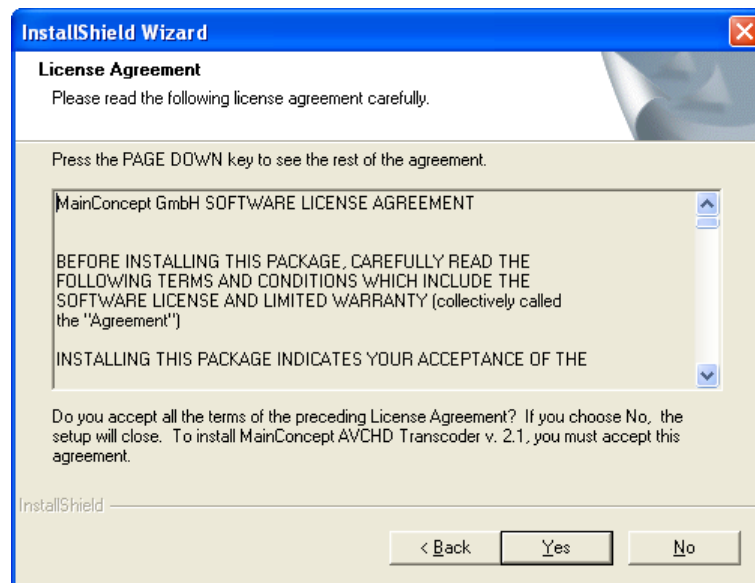 InstallShield Wizard
License Agreement
Please read the following license agreement carefully.
Press the PAGE DOWN key to see the rest of the agreement.
MainConcept GmbH SOFTWARE LICENSE AGREEMENT
BEFORE INSTALLING THIS PACKAGE, CAREFULLY READ THE
FOLLOWING TERMS AND CONDITIONS WHICH INCLUDE THE
SOFTWARE LICENSE AND LIMITED WARRANTY (collectively called
the "Agreement")
INSTALLING THIS PACKAGE INDICATES YOUR ACCEPTANCE OF THE
Do you accept all the terms of the preceding License Agreement?  If you choose No,  the
setup will close.  To install MainConcept AVCHD Transcoder v. 2.1, you must accept this
agreement.
InstallShield
< Back
Yes
No